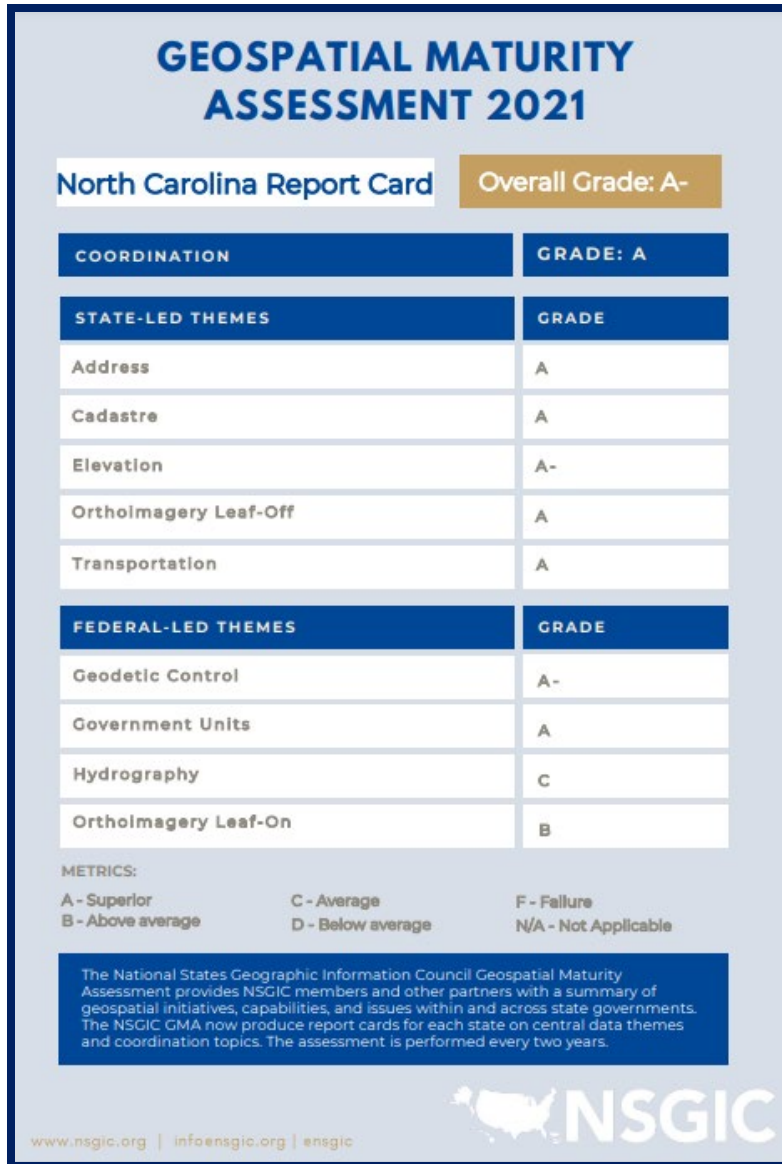 GEOSPATIAL MATURITY
ASSESSMENT 2021
North Carolina Report Card
Overall Grade: A-
COORDINATION GRADE: A
STATE-LED THEMES GRADE
Address A
Cadastre A
Elevation A-
Orthoimagery Leaf-Off A
Transportation A
FEDERAL-LED THEMES GRADE
Geodetic Control A-
Government Units A
Hydrography C
Orthoimagery Leaf-On B
METRICS:
A - Superior C - Average F - Failure
B - Above average D - Below average N/A - Not Applicable
The National States Geographic Information Council Geospatial Maturity
Assessment provides NSGIC members and other partners with a summary of
geospatial initiatives, capabilities, and issues within and across state governments.
The NSGIC GMA now produce report cards for each state on central data themes
and coordination topics. The assessment is performed every two years.
NSGIC
www.nsgic.org | infoensgic.org | ensgic